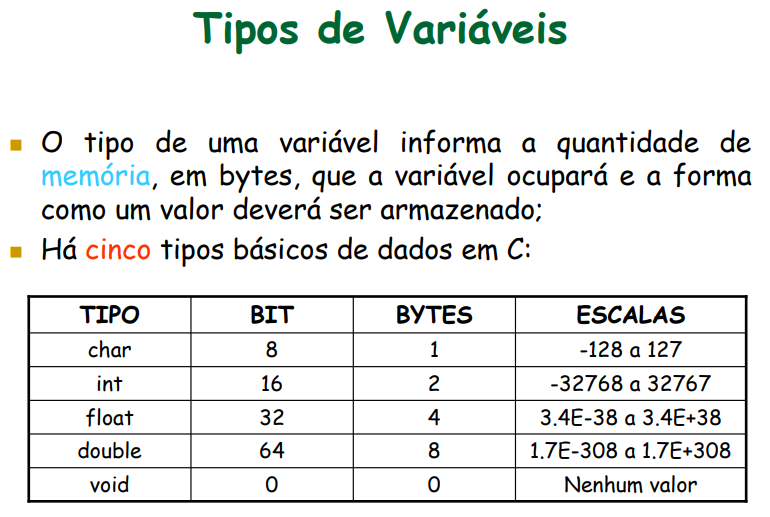 Tipos de Variáveis
O tipo de uma variável informa a quantidade de
memória, em bytes, que a variável ocupará e a forma
como um valor deverá ser armazenado;
Há cinco tipos básicos de dados em C:
TIPO BIT BYTES ESCALAS
char 8 1 -128 a 127
int 16 2 -32768 a 32767
float 32 4 3.4E-38 a 3.4E+38
double 64 8 1.7E-308 a 1.7E+308
void 0 0 Nenhum valor